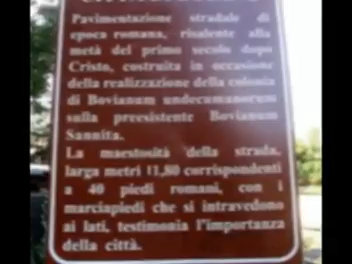 Pavimentazione stradale di
epoca romana, risalente alla
metà del primo secolo dopo
Cristo, costruita in occasione
della realizzazione della colonia
di Bovianum undecumanorum
sulla preesistente Bovianum
Sannita.
La maestosità della strada,
larga metri 11,80 corrispondenti
a 40 piedi romani, con i
marciapiedi che si intravedono
ai lati, testimonia l'importanza
della città.